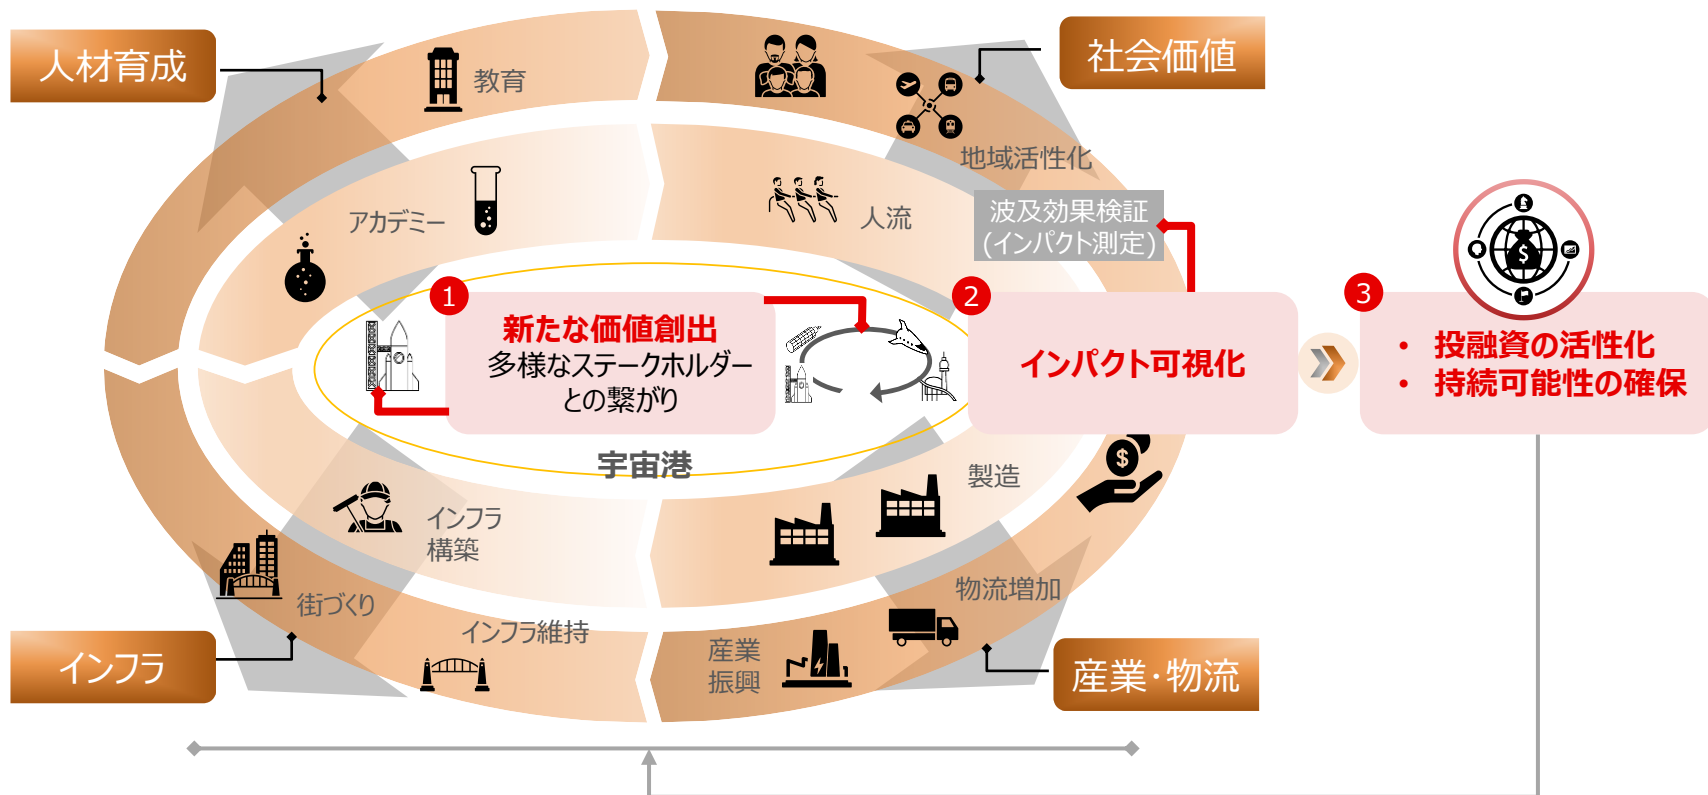 人材育成
教育
社会価値
地域活性化
アカデミー
人流
波及効果検証
(インパクト測定)
1
新たな価値創出
多様なステークホルダー
との繋がり
2
インパクト可視化
3
• 投融資の活性化
• 持続可能性の確保
宇宙港
製造
インフラ
構築
街づくり
インフラ維持
物流増加
産業
振興
インフラ
産業・物流
$
$